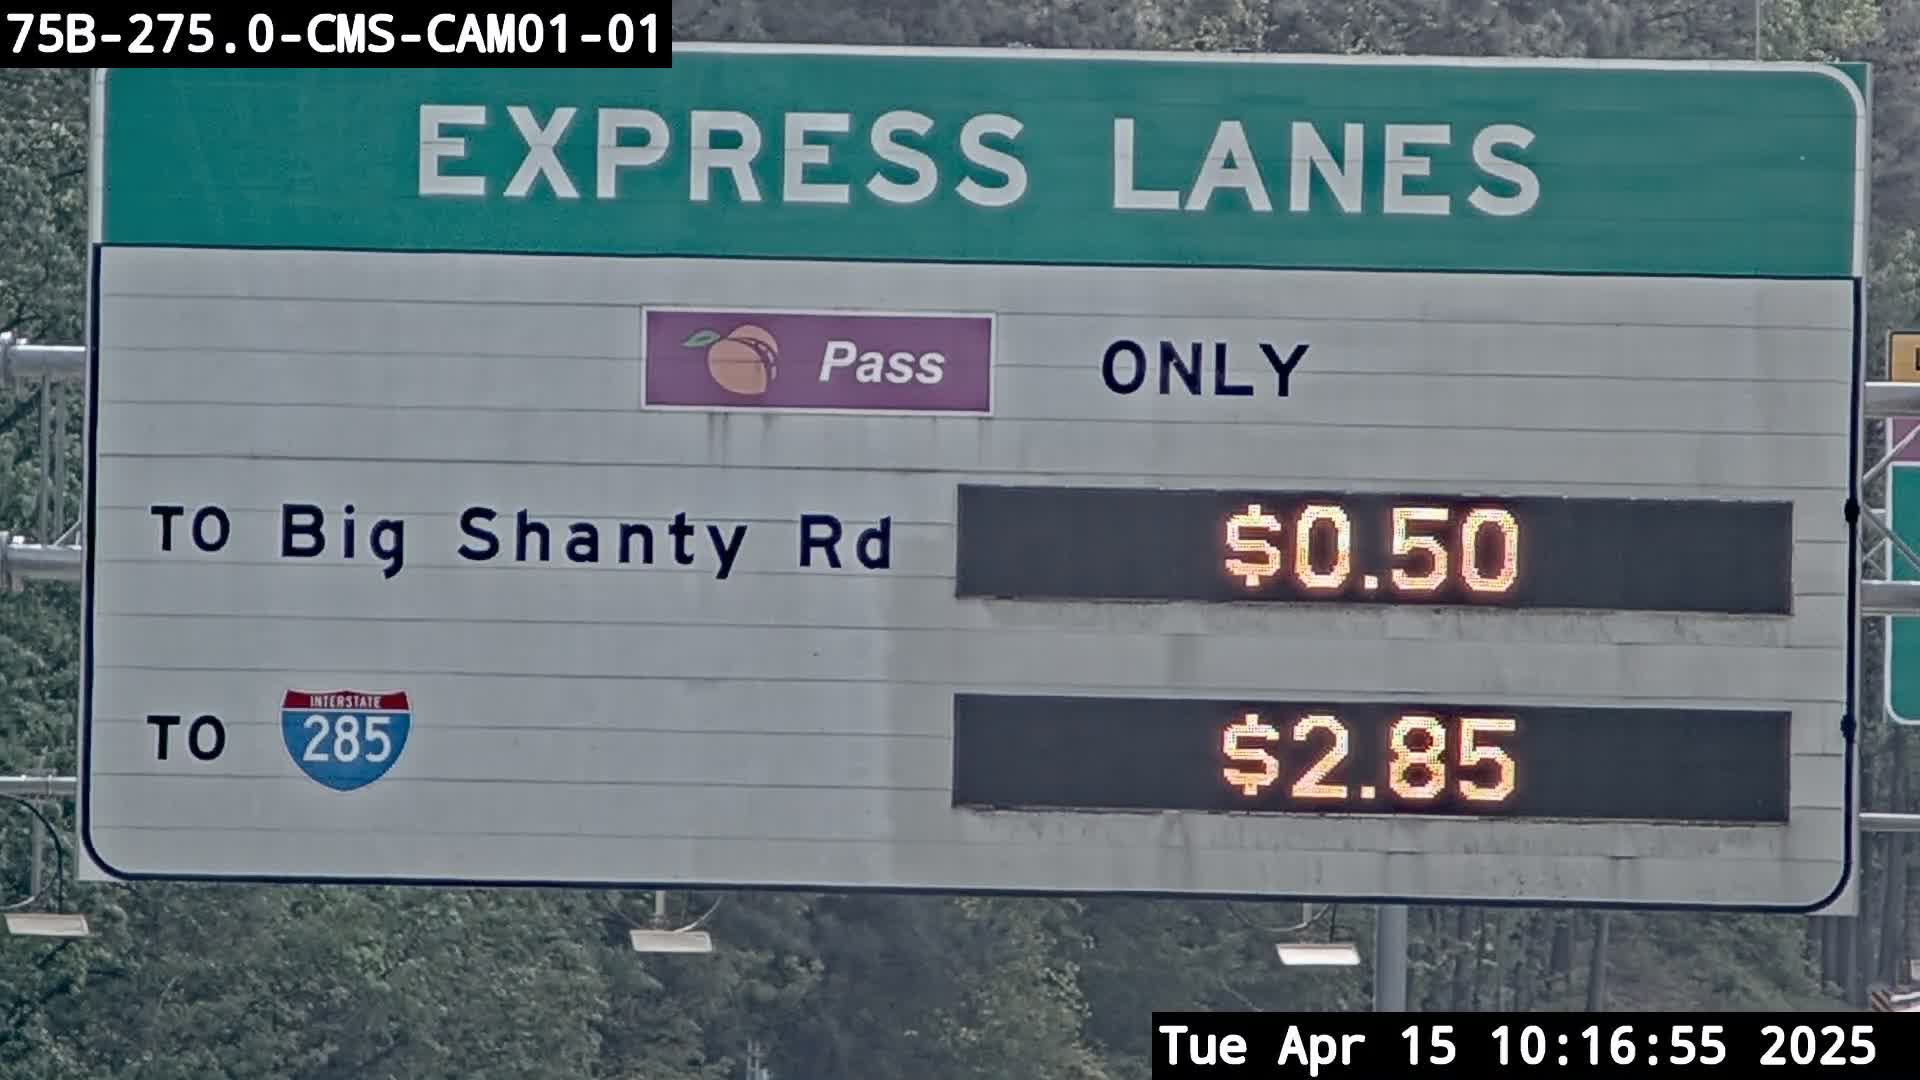 75B-275.0-CMS-CAM01-01
EXPRESS LANES
Pass ONLY
TO Big Shanty Rd $0.50
TO INTERSTATE 285 $2.85
Tue Apr 15 10:16:55 2025